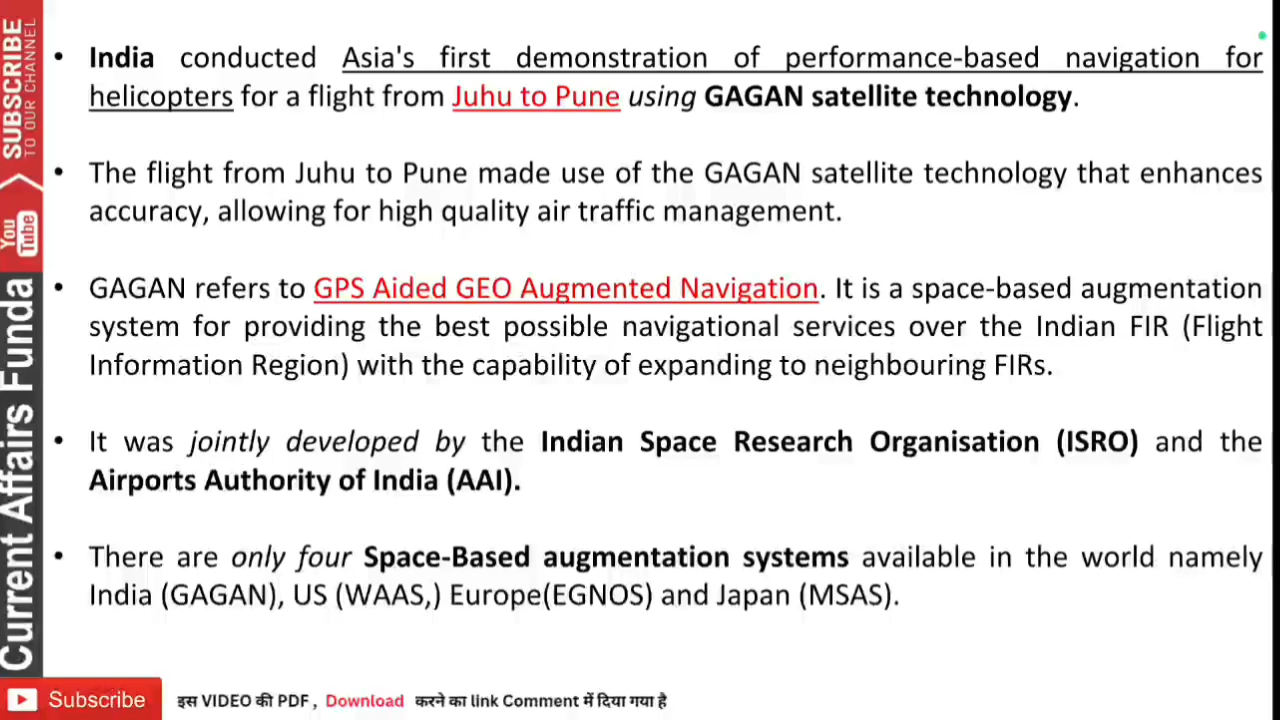 • India conducted Asia's first demonstration of performance-based navigation for
helicopters for a flight from Juhu to Pune using GAGAN satellite technology.
• The flight from Juhu to Pune made use of the GAGAN satellite technology that enhances
accuracy, allowing for high quality air traffic management.
• GAGAN refers to GPS Aided GEO Augmented Navigation. It is a space-based augmentation
system for providing the best possible navigational services over the Indian FIR (Flight
Information Region) with the capability of expanding to neighbouring FIRs.
• It was jointly developed by the Indian Space Research Organisation (ISRO) and the
Airports Authority of India (AAI).
• There are only four Space-Based augmentation systems available in the world namely
India (GAGAN), US (WAAS,) Europe(EGNOS) and Japan (MSAS).
SUBSCRIBE
TO OUR CHANNEL
You
Tube
Current Affairs Funda
Subscribe
इस VIDEO की PDF , Download करने का link Comment में दिया गया है